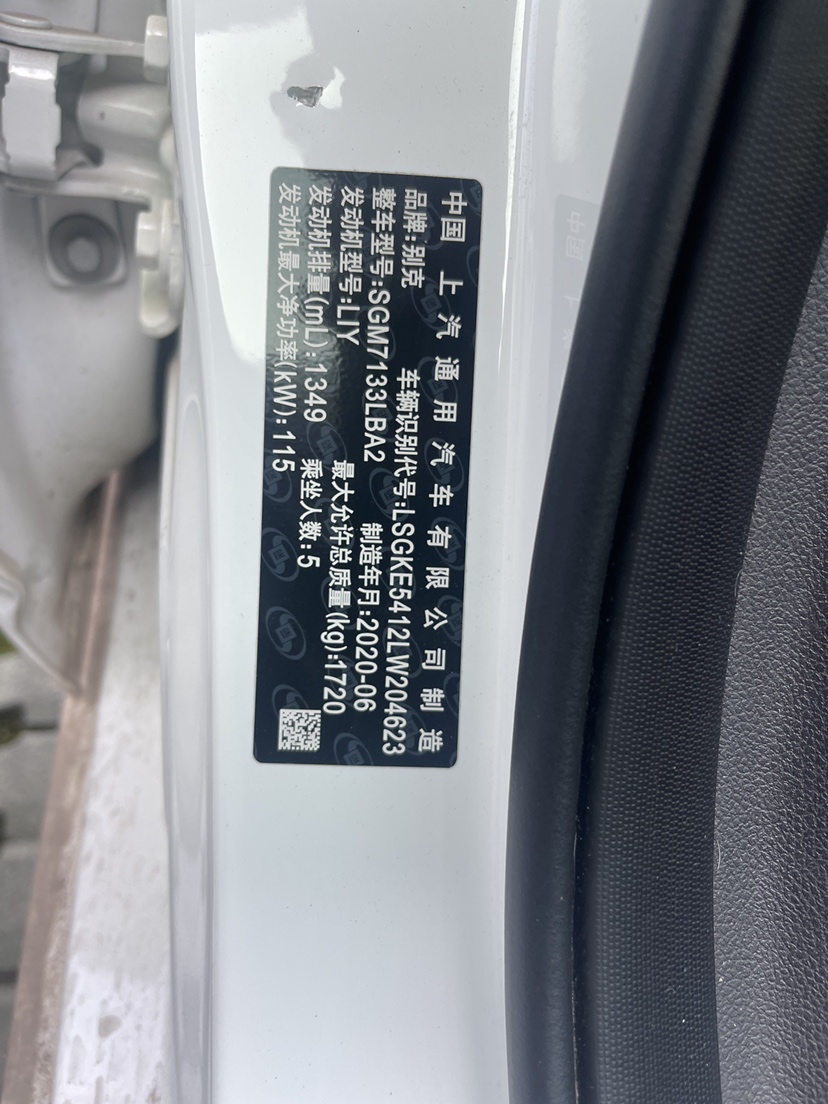 中国 上汽通用汽车有限公司制造
品牌:别克 车辆识别代号:LSGKE5412LW204623
整车型号:SGM7133LBA2 制造年月:2020-06
发动机型号:LIY 最大允许总质量(kg):1720
发动机排量(mL):1349 乘坐人数:5
发动机最大净功率(kW):115